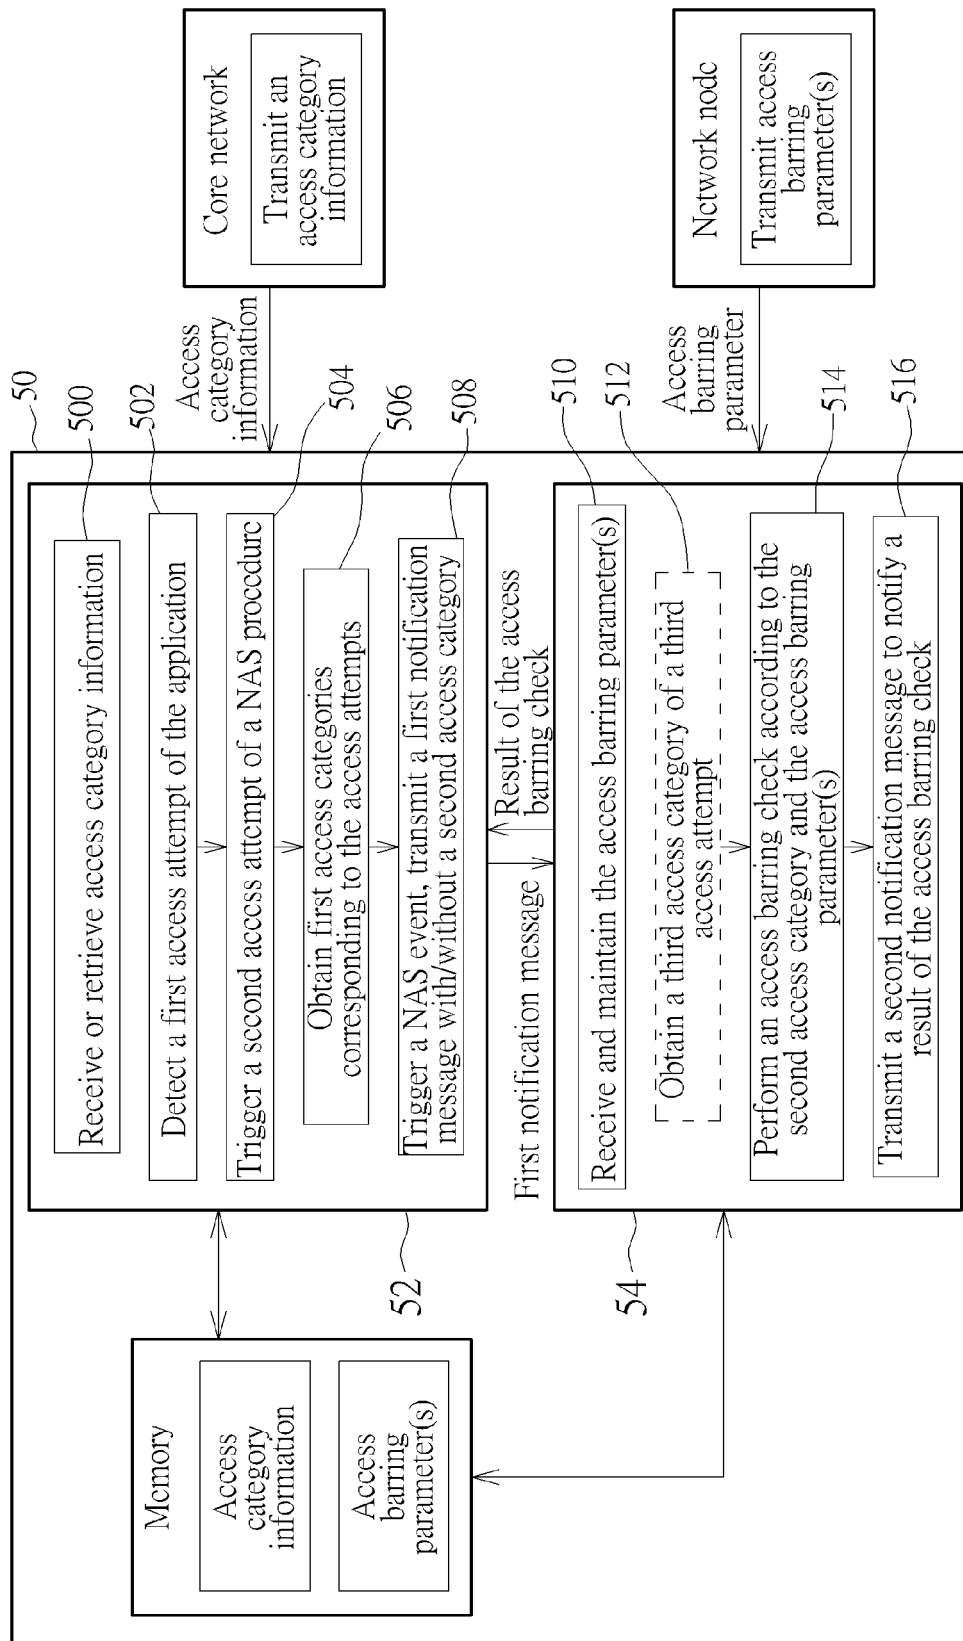 50
500
Receive or retrieve access category information
502
Detect a first access attempt of the application
504
Trigger a second access attempt of a NAS procedure
506
Obtain first access categories
corresponding to the access attempts
508
Trigger a NAS event, transmit a first notification
message with/without a second access category
52
Core network
Transmit an
access category
information
Access
category
information
Memory
Access
category
information
Access
barring
parameter(s)
First notification message
Result of the access
barring check
510
Receive and maintain the access barring parameter(s)
512
Obtain a third access category of a third
access attempt
514
Perform an access barring check according to the
second access category and the access barring
parameter(s)
516
Transmit a second notification message to notify a
result of the access barring check
54
Network node
Transmit access
barring
parameter(s)
Access
barring
parameter